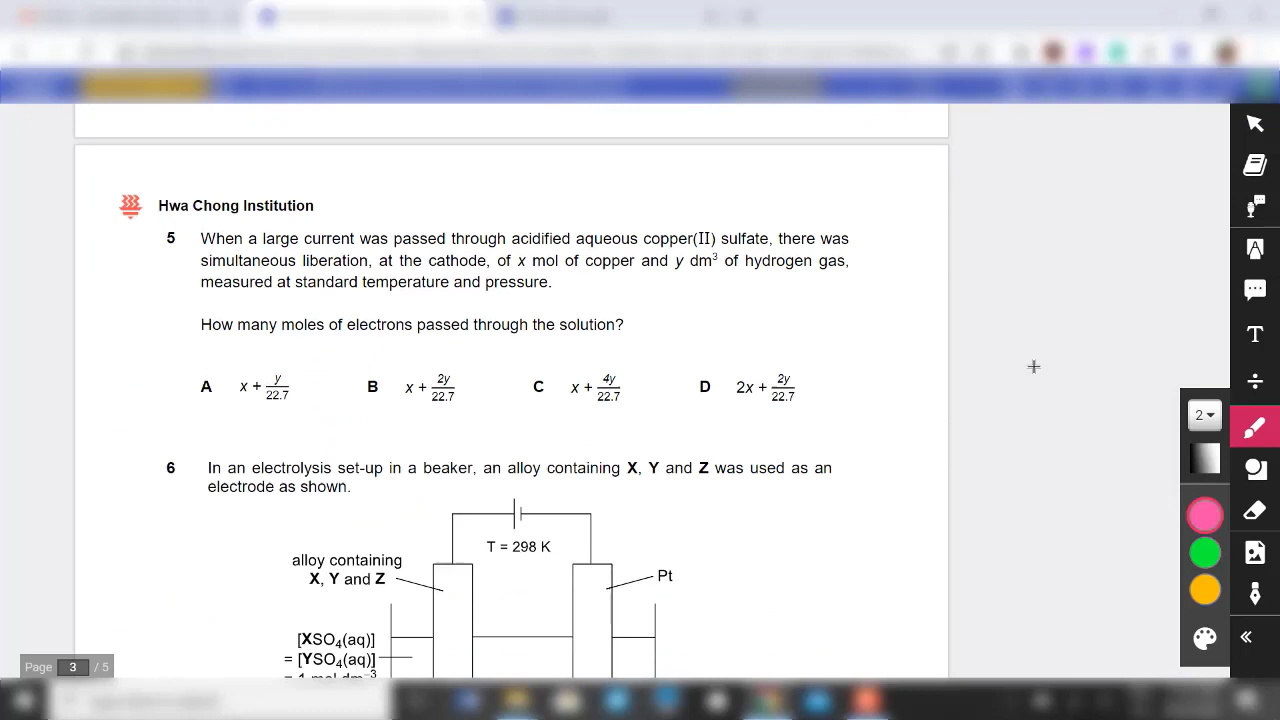 Hwa Chong Institution
5 When a large current was passed through acidified aqueous copper(II) sulfate, there was
simultaneous liberation, at the cathode, of x mol of copper and y dm³ of hydrogen gas,
measured at standard temperature and pressure.
How many moles of electrons passed through the solution?
A x + y/22.7 B x + 2y/22.7 C x + 4y/22.7 D 2x + 2y/22.7
6 In an electrolysis set-up in a beaker, an alloy containing X, Y and Z was used as an
electrode as shown.
T = 298 K
alloy containing
X, Y and Z
Pt
[XSO₄(aq)]
= [YSO₄(aq)]
= 1 mol dm⁻³
2
Page 3 / 5